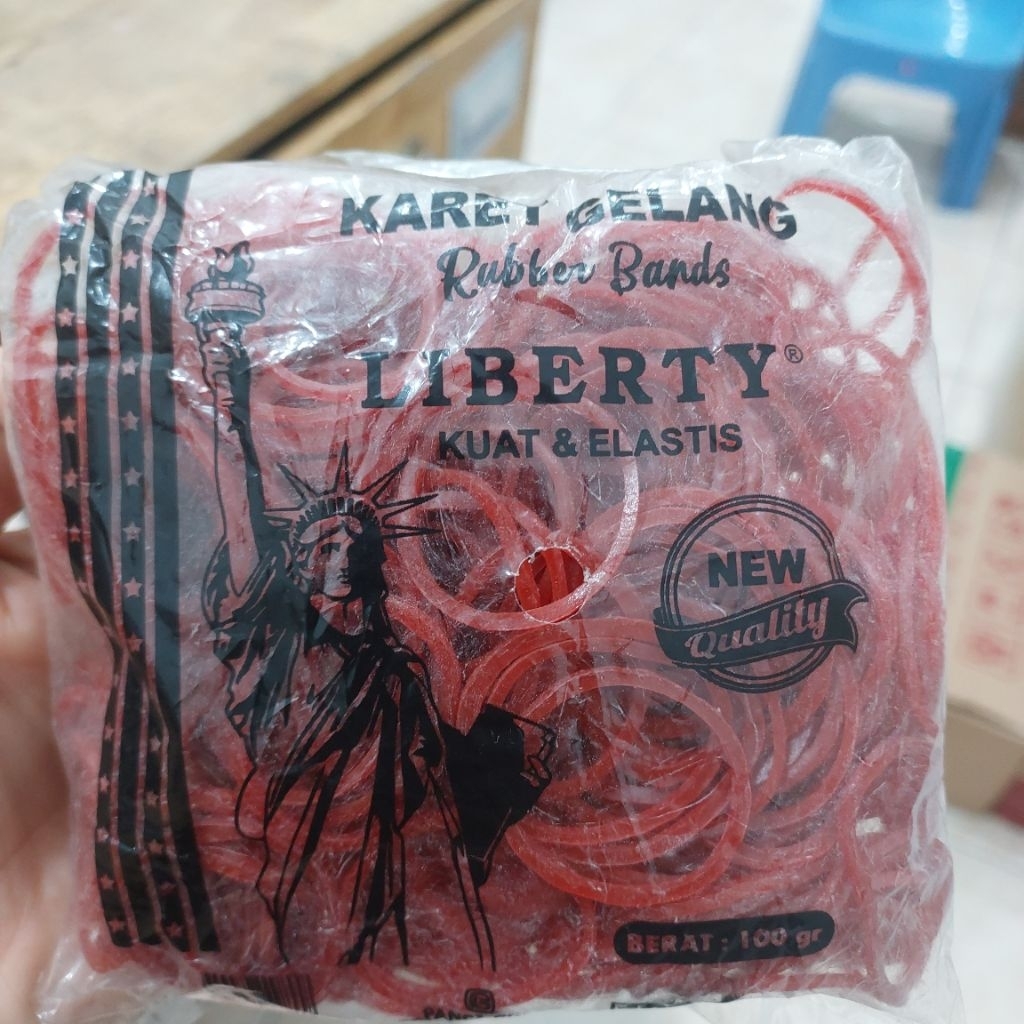 KARET GELANG
Rubber Bands
LIBERTY®
KUAT & ELASTIS
NEW
Quality
BERAT : 100 gr